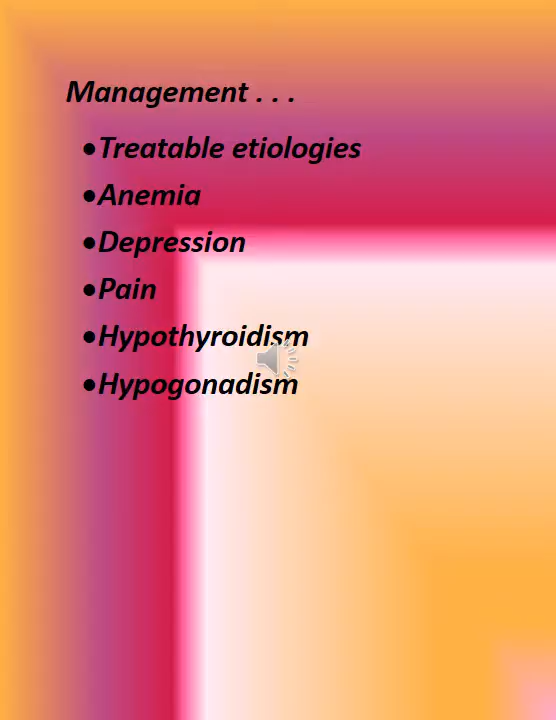 Management . . .
•Treatable etiologies
•Anemia
•Depression
•Pain
•Hypothyroidism
•Hypogonadism